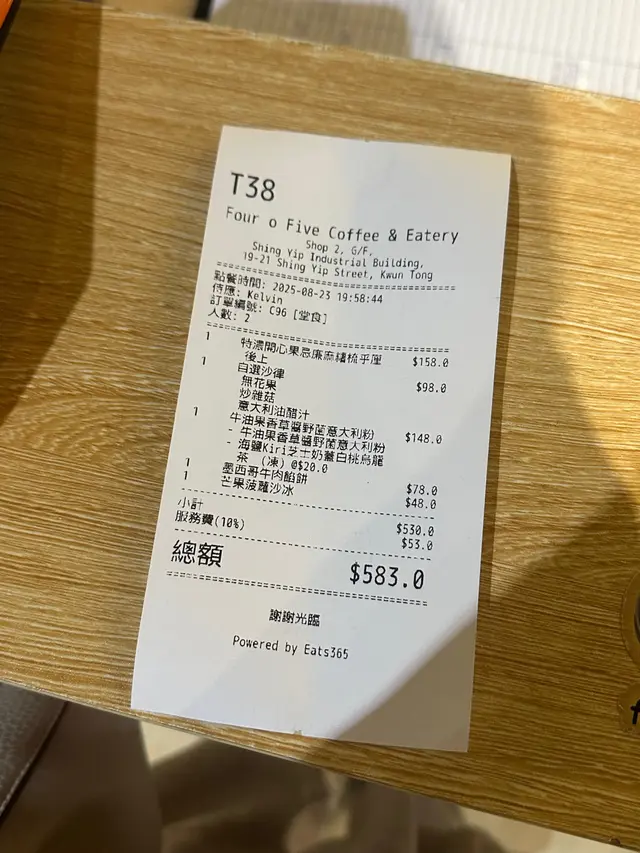 T38
Four o Five Coffee & Eatery
Shop 2, G/F,
Shing Yip Industrial Building,
19-21 Shing Yip Street, Kwun Tong
點餐時間: 2025-08-23 19:58:44
侍應: Kelvin
訂單編號: C96 [堂食]
人數: 2
1 特濃開心果忌廉麻糬梳乎厘 $158.0
後上
1 自選沙律 $98.0
無花果
炒雜菇
意大利油醋汁
1 牛油果香草醬野菌意大利粉 $148.0
- 牛油果香草醬野菌意大利粉
- 海鹽Kiri芝士奶蓋白桃烏龍
茶 (凍) @$20.0
1 墨西哥牛肉餡餅 $78.0
1 芒果菠蘿沙冰 $48.0
小計 $530.0
服務費(10%) $53.0
總額 $583.0
謝謝光臨
Powered by Eats365